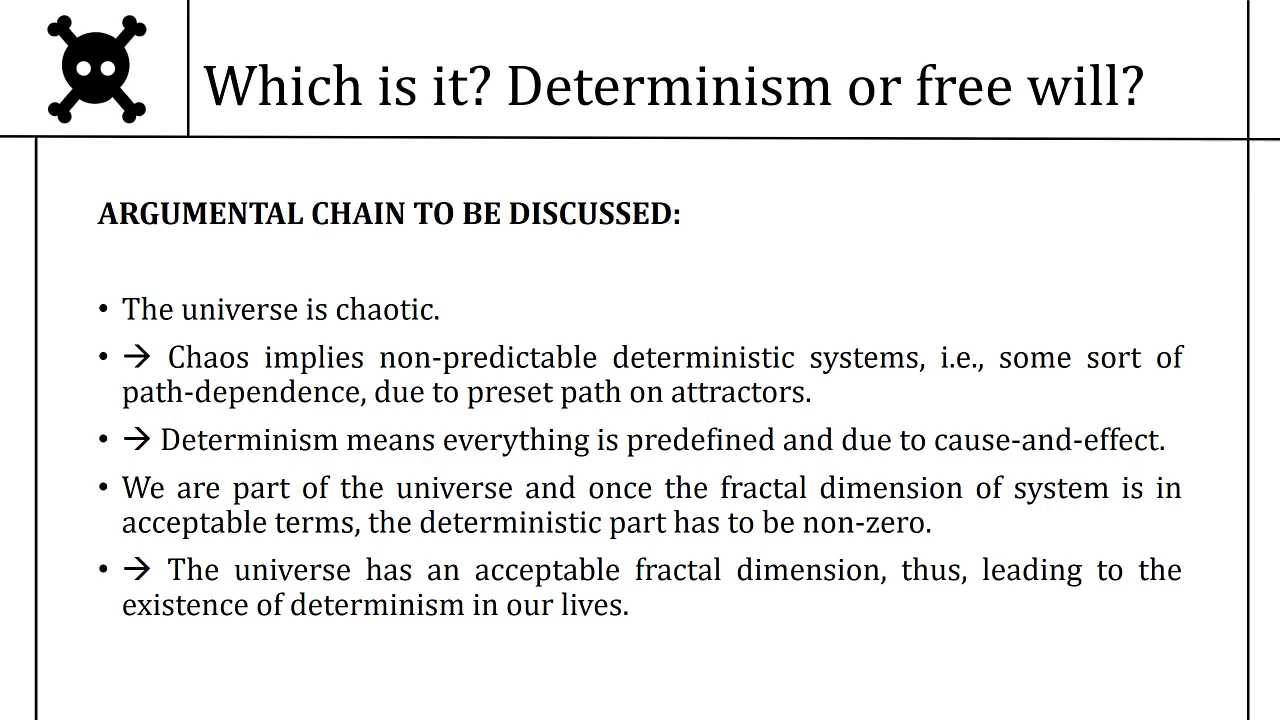 Which is it? Determinism or free will?
ARGUMENTAL CHAIN TO BE DISCUSSED:
• The universe is chaotic.
• → Chaos implies non-predictable deterministic systems, i.e., some sort of
path-dependence, due to preset path on attractors.
• → Determinism means everything is predefined and due to cause-and-effect.
• We are part of the universe and once the fractal dimension of system is in
acceptable terms, the deterministic part has to be non-zero.
• → The universe has an acceptable fractal dimension, thus, leading to the
existence of determinism in our lives.